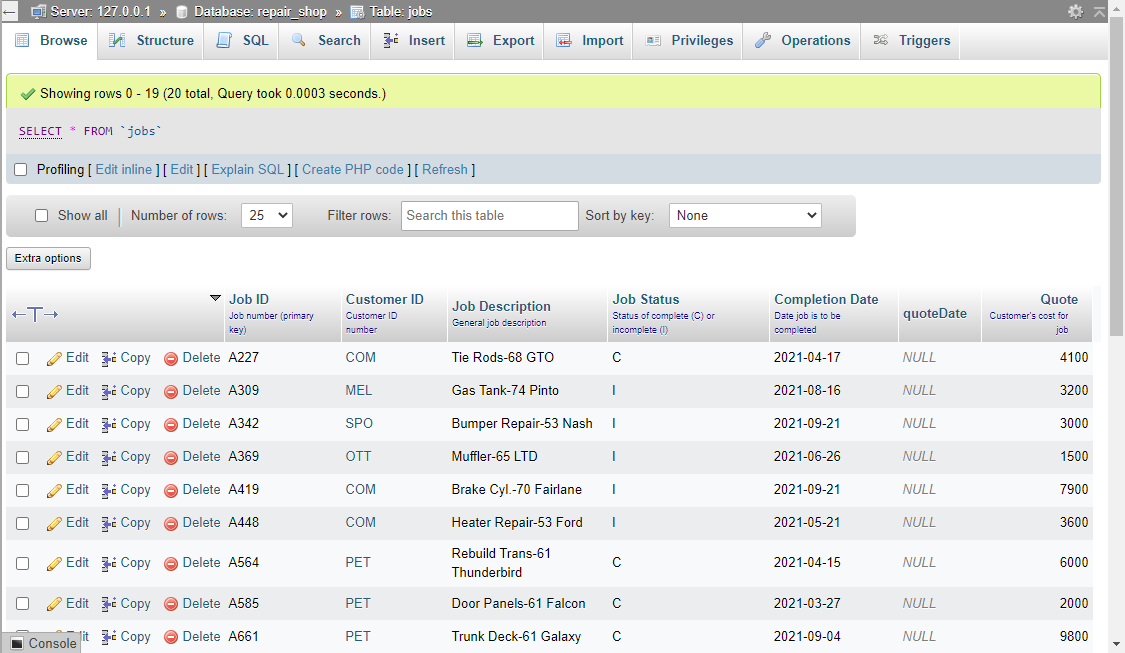 Server: 127.0.0.1 » Database: repair_shop » Table: jobs
Browse Structure SQL Search Insert Export Import Privileges Operations Triggers
Showing rows 0 - 19 (20 total, Query took 0.0003 seconds.)
SELECT * FROM `jobs`
Profiling [ Edit inline ] [ Edit ] [ Explain SQL ] [ Create PHP code ] [ Refresh ]
Show all Number of rows: 25 Filter rows: Search this table Sort by key: None
Extra options
Job ID Customer ID Job Description Job Status Completion Date quoteDate Quote
Job number (primary Customer ID General job description Status of complete (C) or Date job is to be Customer's cost for
key) number incomplete (I) completed job
←T→
Edit Copy Delete A227 COM Tie Rods-68 GTO C 2021-04-17 NULL 4100
Edit Copy Delete A309 MEL Gas Tank-74 Pinto I 2021-08-16 NULL 3200
Edit Copy Delete A342 SPO Bumper Repair-53 Nash I 2021-09-21 NULL 3000
Edit Copy Delete A369 OTT Muffler-65 LTD I 2021-06-26 NULL 1500
Edit Copy Delete A419 COM Brake Cyl.-70 Fairlane I 2021-09-21 NULL 7900
Edit Copy Delete A448 COM Heater Repair-53 Ford I 2021-05-21 NULL 3600
Edit Copy Delete A564 PET Rebuild Trans-61 C 2021-04-15 NULL 6000
Thunderbird
Edit Copy Delete A585 PET Door Panels-61 Falcon C 2021-03-27 NULL 2000
Copy Delete A661 PET Trunk Deck-61 Galaxy C 2021-09-04 NULL 9800
Console